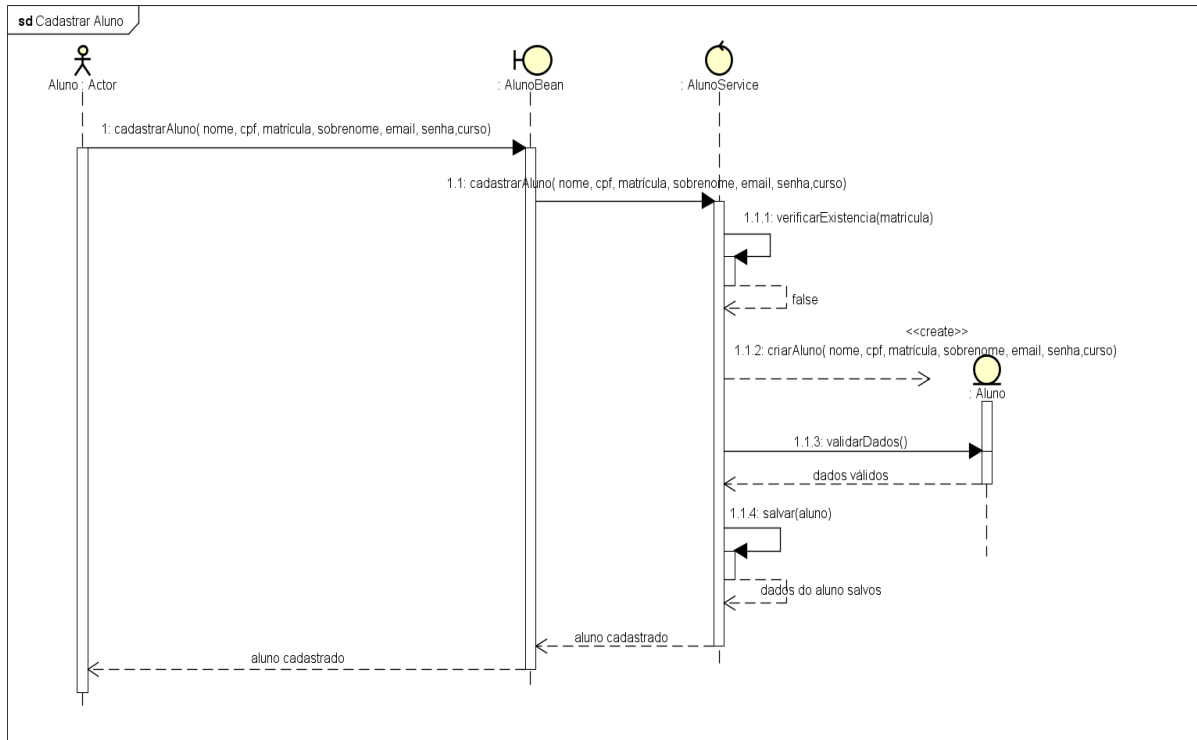 sd Cadastrar Aluno
Aluno : Actor
: AlunoBean
: AlunoService
1: cadastrarAluno( nome, cpf, matrícula, sobrenome, email, senha,curso)
1.1: cadastrarAluno( nome, cpf, matrícula, sobrenome, email, senha,curso)
1.1.1: verificarExistencia(matricula)
false
<<create>>
1.1.2: criarAluno( nome, cpf, matrícula, sobrenome, email, senha,curso)
: Aluno
1.1.3: validarDados()
dados válidos
1.1.4: salvar(aluno)
dados do aluno salvos
aluno cadastrado
aluno cadastrado